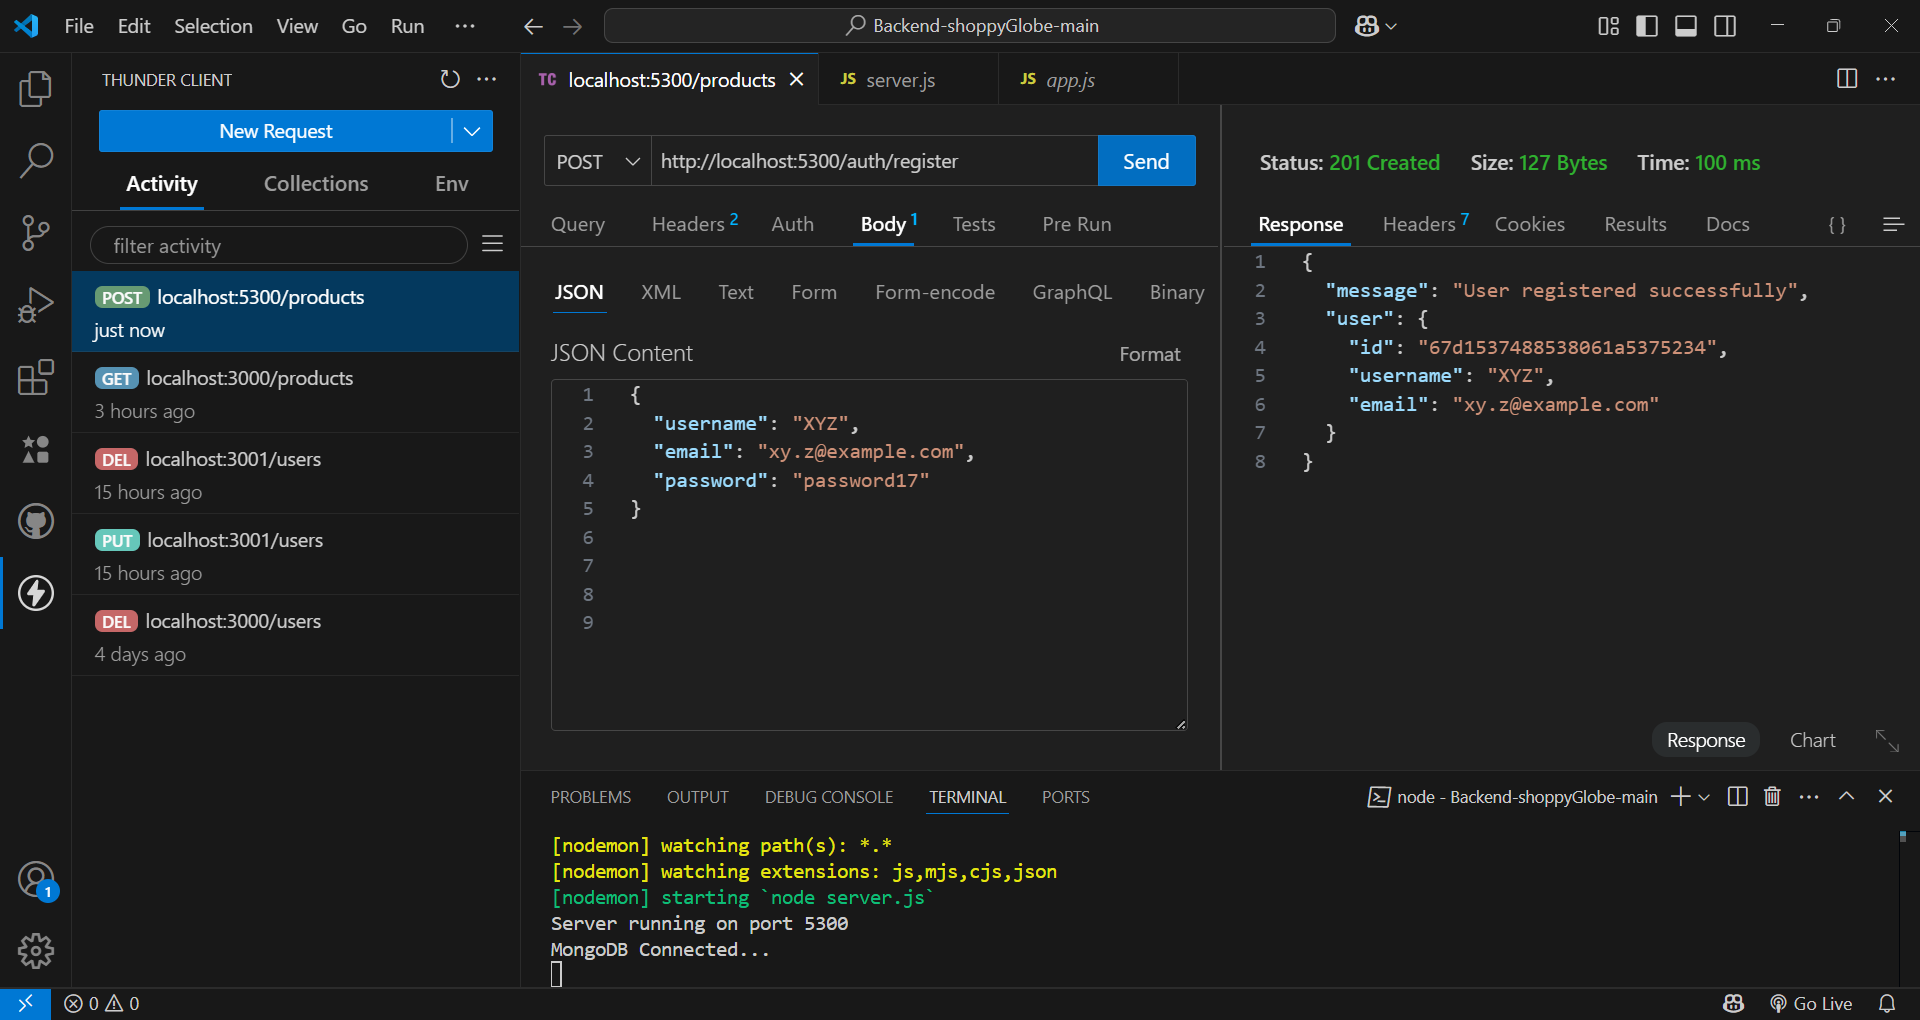 File Edit Selection View Go Run ···
Backend-shoppyGlobe-main
THUNDER CLIENT
New Request
Activity Collections Env
filter activity
POST localhost:5300/products
just now
GET localhost:3000/products
3 hours ago
DEL localhost:3001/users
15 hours ago
PUT localhost:3001/users
15 hours ago
DEL localhost:3000/users
4 days ago
TC localhost:5300/products JS server.js JS app.js
POST http://localhost:5300/auth/register Send
Query Headers 2 Auth Body 1 Tests Pre Run
JSON XML Text Form Form-encode GraphQL Binary
JSON Content Format
1 {
2 "username": "XYZ",
3 "email": "xy.z@example.com",
4 "password": "password17"
5 }
6
7
8
9
Status: 201 Created Size: 127 Bytes Time: 100 ms
Response Headers 7 Cookies Results Docs { }
1 {
2 "message": "User registered successfully",
3 "user": {
4 "id": "67d1537488538061a5375234",
5 "username": "XYZ",
6 "email": "xy.z@example.com"
7 }
8 }
Response Chart
PROBLEMS OUTPUT DEBUG CONSOLE TERMINAL PORTS
node - Backend-shoppyGlobe-main
[nodemon] watching path(s): *.*
[nodemon] watching extensions: js,mjs,cjs,json
[nodemon] starting `node server.js`
Server running on port 5300
MongoDB Connected...
1
0 0
Go Live